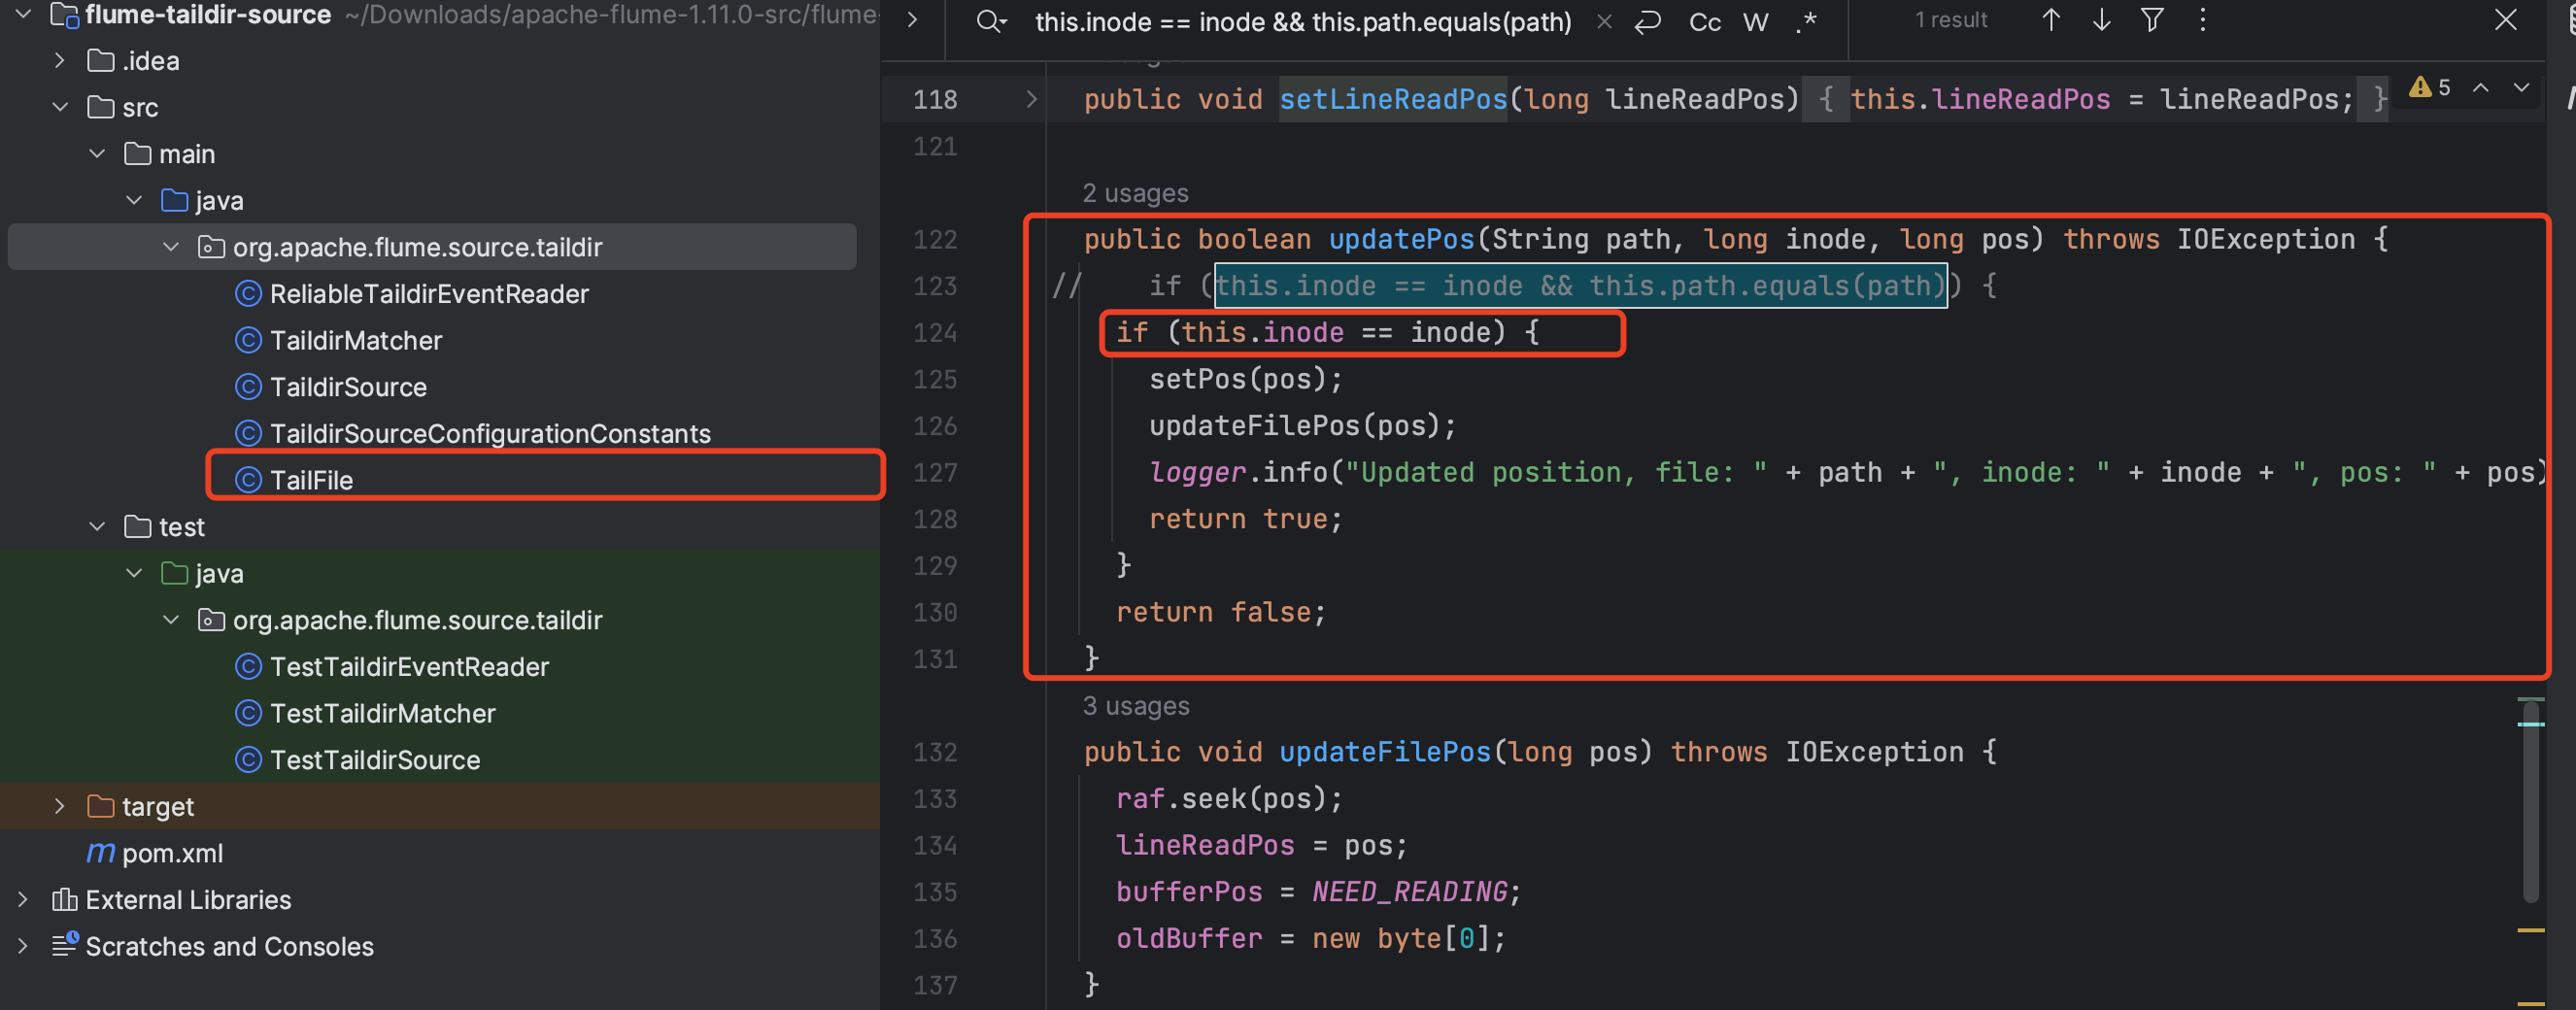 flume-taildir-source ~/Downloads/apache-flume-1.11.0-src/flume-
.idea
src
main
java
org.apache.flume.source.taildir
ReliableTaildirEventReader
TaildirMatcher
TaildirSource
TaildirSourceConfigurationConstants
TailFile
test
java
org.apache.flume.source.taildir
TestTaildirEventReader
TestTaildirMatcher
TestTaildirSource
target
pom.xml
External Libraries
Scratches and Consoles
this.inode == inode && this.path.equals(path) Cc W .* 1 result
118 public void setLineReadPos(long lineReadPos) { this.lineReadPos = lineReadPos; } 5
121
2 usages
122 public boolean updatePos(String path, long inode, long pos) throws IOException {
123 // if (this.inode == inode && this.path.equals(path)) {
124 if (this.inode == inode) {
125 setPos(pos);
126 updateFilePos(pos);
127 logger.info("Updated position, file: " + path + ", inode: " + inode + ", pos: " + pos)
128 return true;
129 }
130 return false;
131 }
3 usages
132 public void updateFilePos(long pos) throws IOException {
133 raf.seek(pos);
134 lineReadPos = pos;
135 bufferPos = NEED_READING;
136 oldBuffer = new byte[0];
137 }